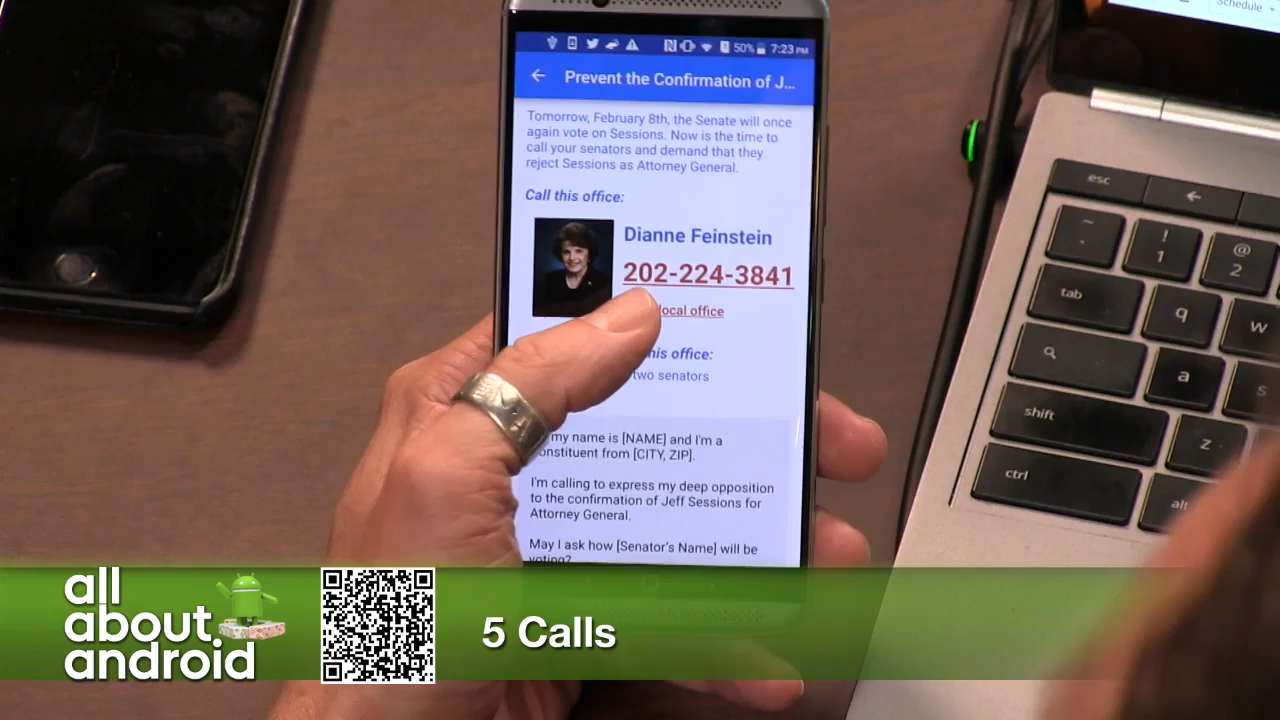 50% 7:23 PM
Prevent the Confirmation of J...
Tomorrow, February 8th, the Senate will once
again vote on Sessions. Now is the time to
call your senators and demand that they
reject Sessions as Attorney General.
Call this office:
Dianne Feinstein
202-224-3841
local office
this office:
two senators
my name is [NAME] and I'm a
constituent from [CITY, ZIP].
I'm calling to express my deep opposition
to the confirmation of Jeff Sessions for
Attorney General.
May I ask how [Senator's Name] will be
voting?
Schedule
esc
~ ! 1 @ 2
tab q w
a s
shift z
ctrl alt
all
about
android
5 Calls